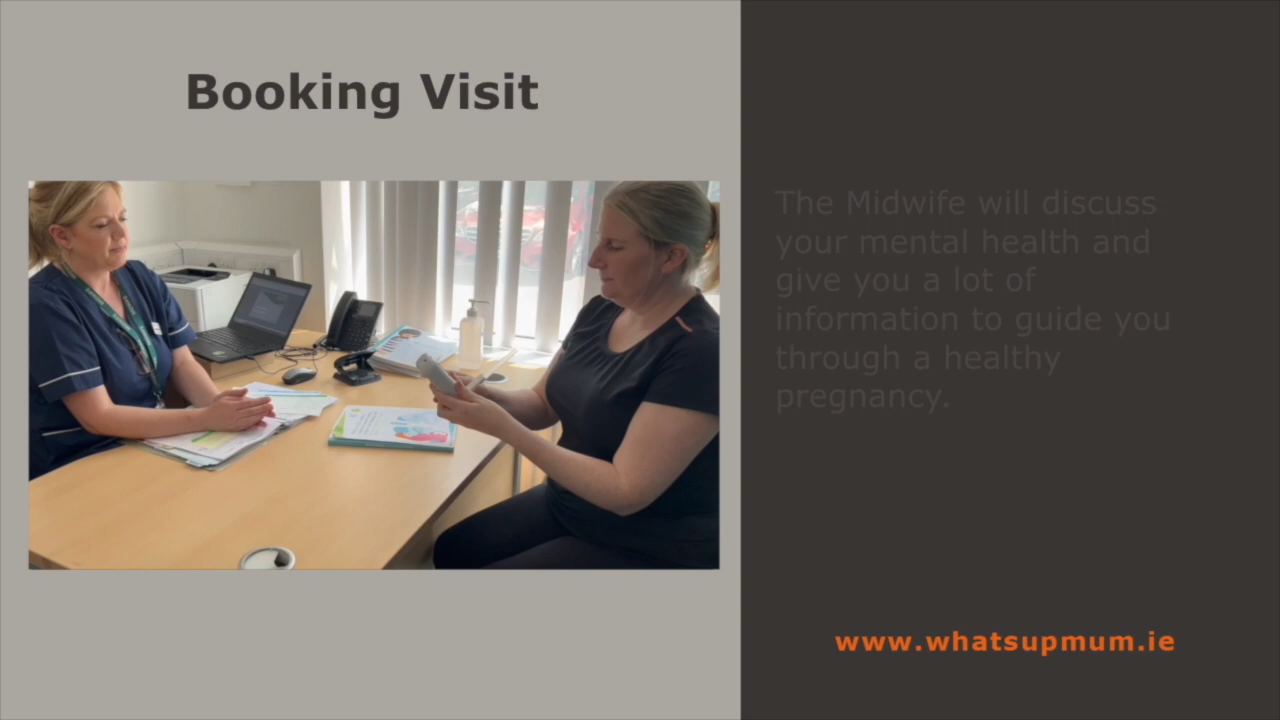 Booking Visit
The Midwife will discuss
your mental health and
give you a lot of
information to guide you
through a healthy
pregnancy.
www.whatsupmum.ie